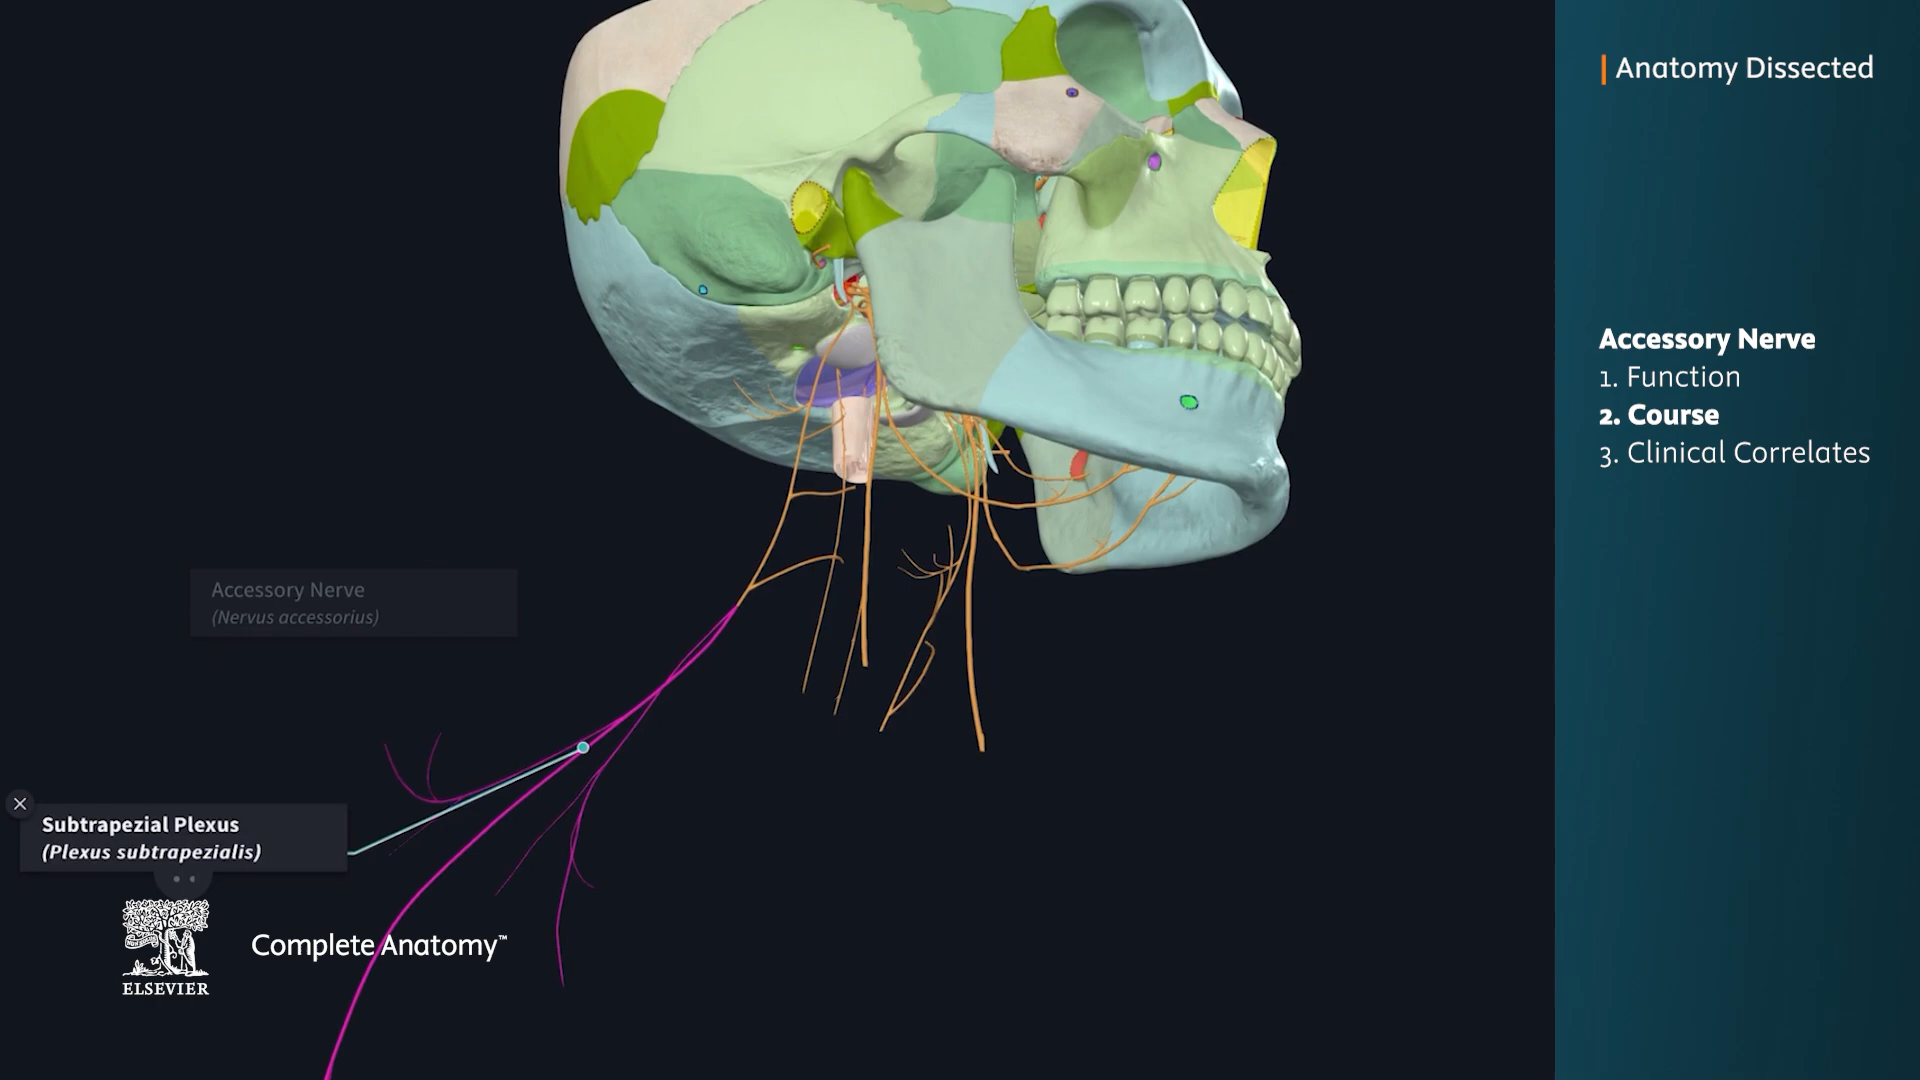 Anatomy Dissected
Accessory Nerve
1. Function
2. Course
3. Clinical Correlates
Accessory Nerve
(Nervus accessorius)
Subtrapezial Plexus
(Plexus subtrapezialis)
Complete Anatomy™
ELSEVIER